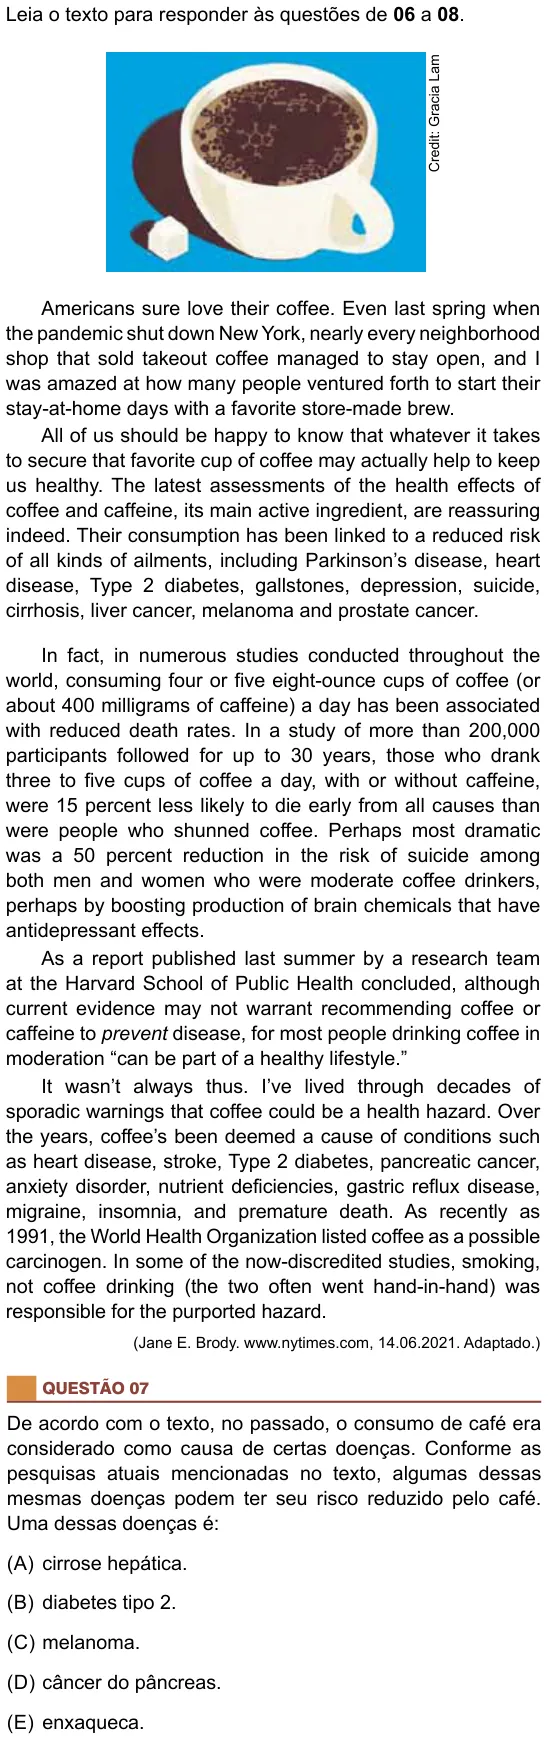 Leia o texto para responder às questões de 06 a 08.
Credit: Gracia Lam
Americans sure love their coffee. Even last spring when
the pandemic shut down New York, nearly every neighborhood
shop that sold takeout coffee managed to stay open, and I
was amazed at how many people ventured forth to start their
stay-at-home days with a favorite store-made brew.
All of us should be happy to know that whatever it takes
to secure that favorite cup of coffee may actually help to keep
us healthy. The latest assessments of the health effects of
coffee and caffeine, its main active ingredient, are reassuring
indeed. Their consumption has been linked to a reduced risk
of all kinds of ailments, including Parkinson's disease, heart
disease, Type 2 diabetes, gallstones, depression, suicide,
cirrhosis, liver cancer, melanoma and prostate cancer.
In fact, in numerous studies conducted throughout the
world, consuming four or five eight-ounce cups of coffee (or
about 400 milligrams of caffeine) a day has been associated
with reduced death rates. In a study of more than 200,000
participants followed for up to 30 years, those who drank
three to five cups of coffee a day, with or without caffeine,
were 15 percent less likely to die early from all causes than
were people who shunned coffee. Perhaps most dramatic
was a 50 percent reduction in the risk of suicide among
both men and women who were moderate coffee drinkers,
perhaps by boosting production of brain chemicals that have
antidepressant effects.
As a report published last summer by a research team
at the Harvard School of Public Health concluded, although
current evidence may not warrant recommending coffee or
caffeine to prevent disease, for most people drinking coffee in
moderation “can be part of a healthy lifestyle.”
It wasn't always thus. I've lived through decades of
sporadic warnings that coffee could be a health hazard. Over
the years, coffee's been deemed a cause of conditions such
as heart disease, stroke, Type 2 diabetes, pancreatic cancer,
anxiety disorder, nutrient deficiencies, gastric reflux disease,
migraine, insomnia, and premature death. As recently as
1991, the World Health Organization listed coffee as a possible
carcinogen. In some of the now-discredited studies, smoking,
not coffee drinking (the two often went hand-in-hand) was
responsible for the purported hazard.
(Jane E. Brody. www.nytimes.com, 14.06.2021. Adaptado.)
QUESTÃO 07
De acordo com o texto, no passado, o consumo de café era
considerado como causa de certas doenças. Conforme as
pesquisas atuais mencionadas no texto, algumas dessas
mesmas doenças podem ter seu risco reduzido pelo café.
Uma dessas doenças é:
(A) cirrose hepática.
(B) diabetes tipo 2.
(C) melanoma.
(D) câncer do pâncreas.
(E) enxaqueca.